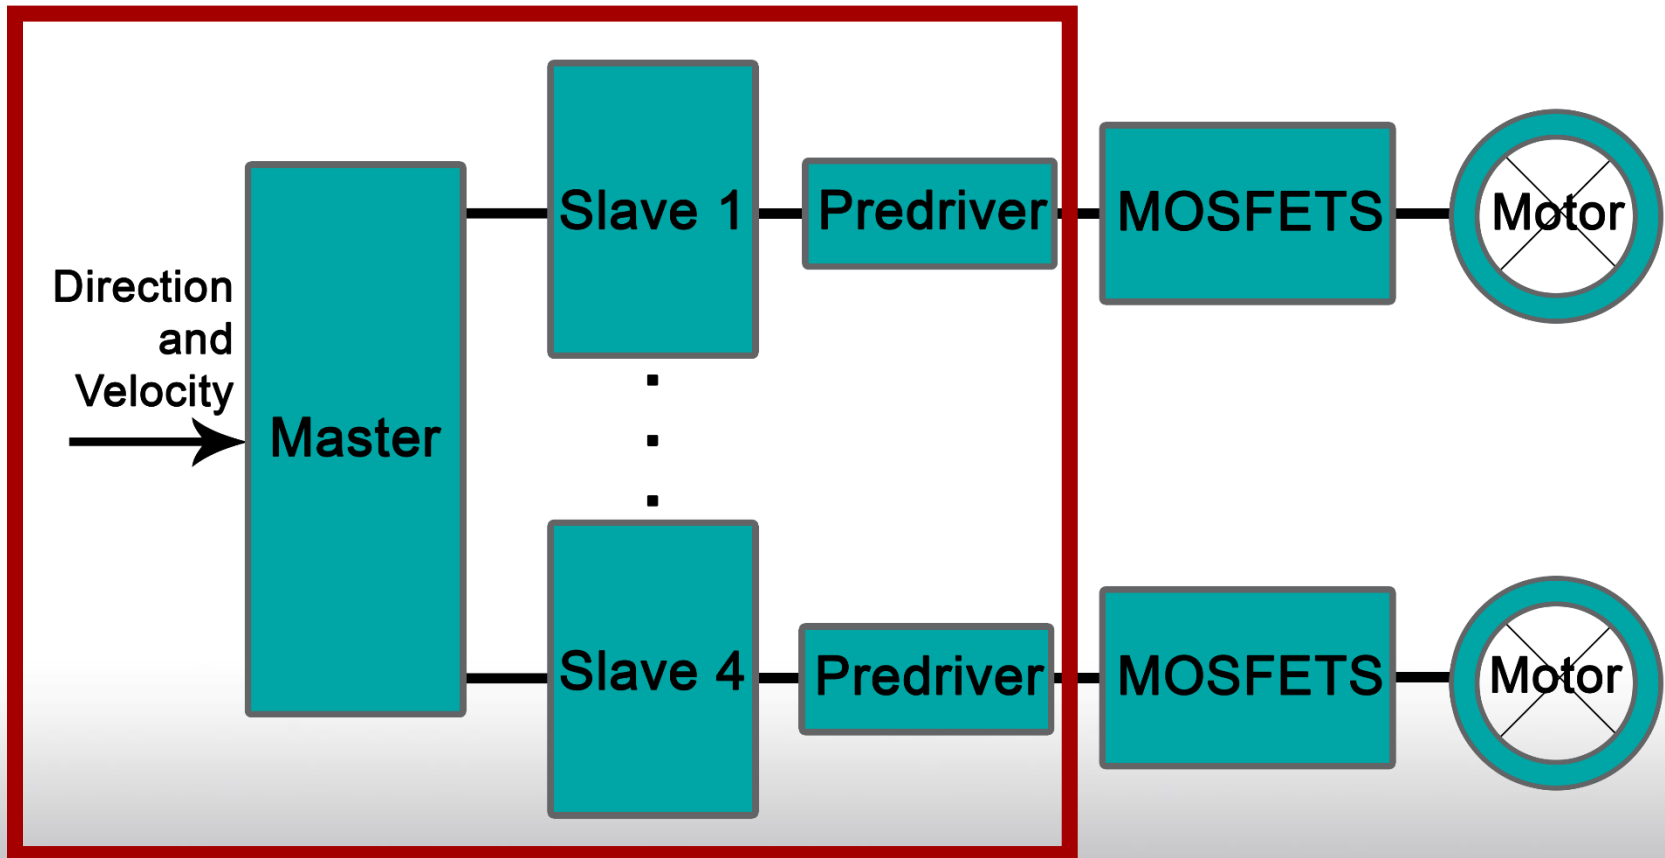 Direction
and
Velocity
Master
Slave 1
Predriver
MOSFETS
Motor
Slave 4
Predriver
MOSFETS
Motor